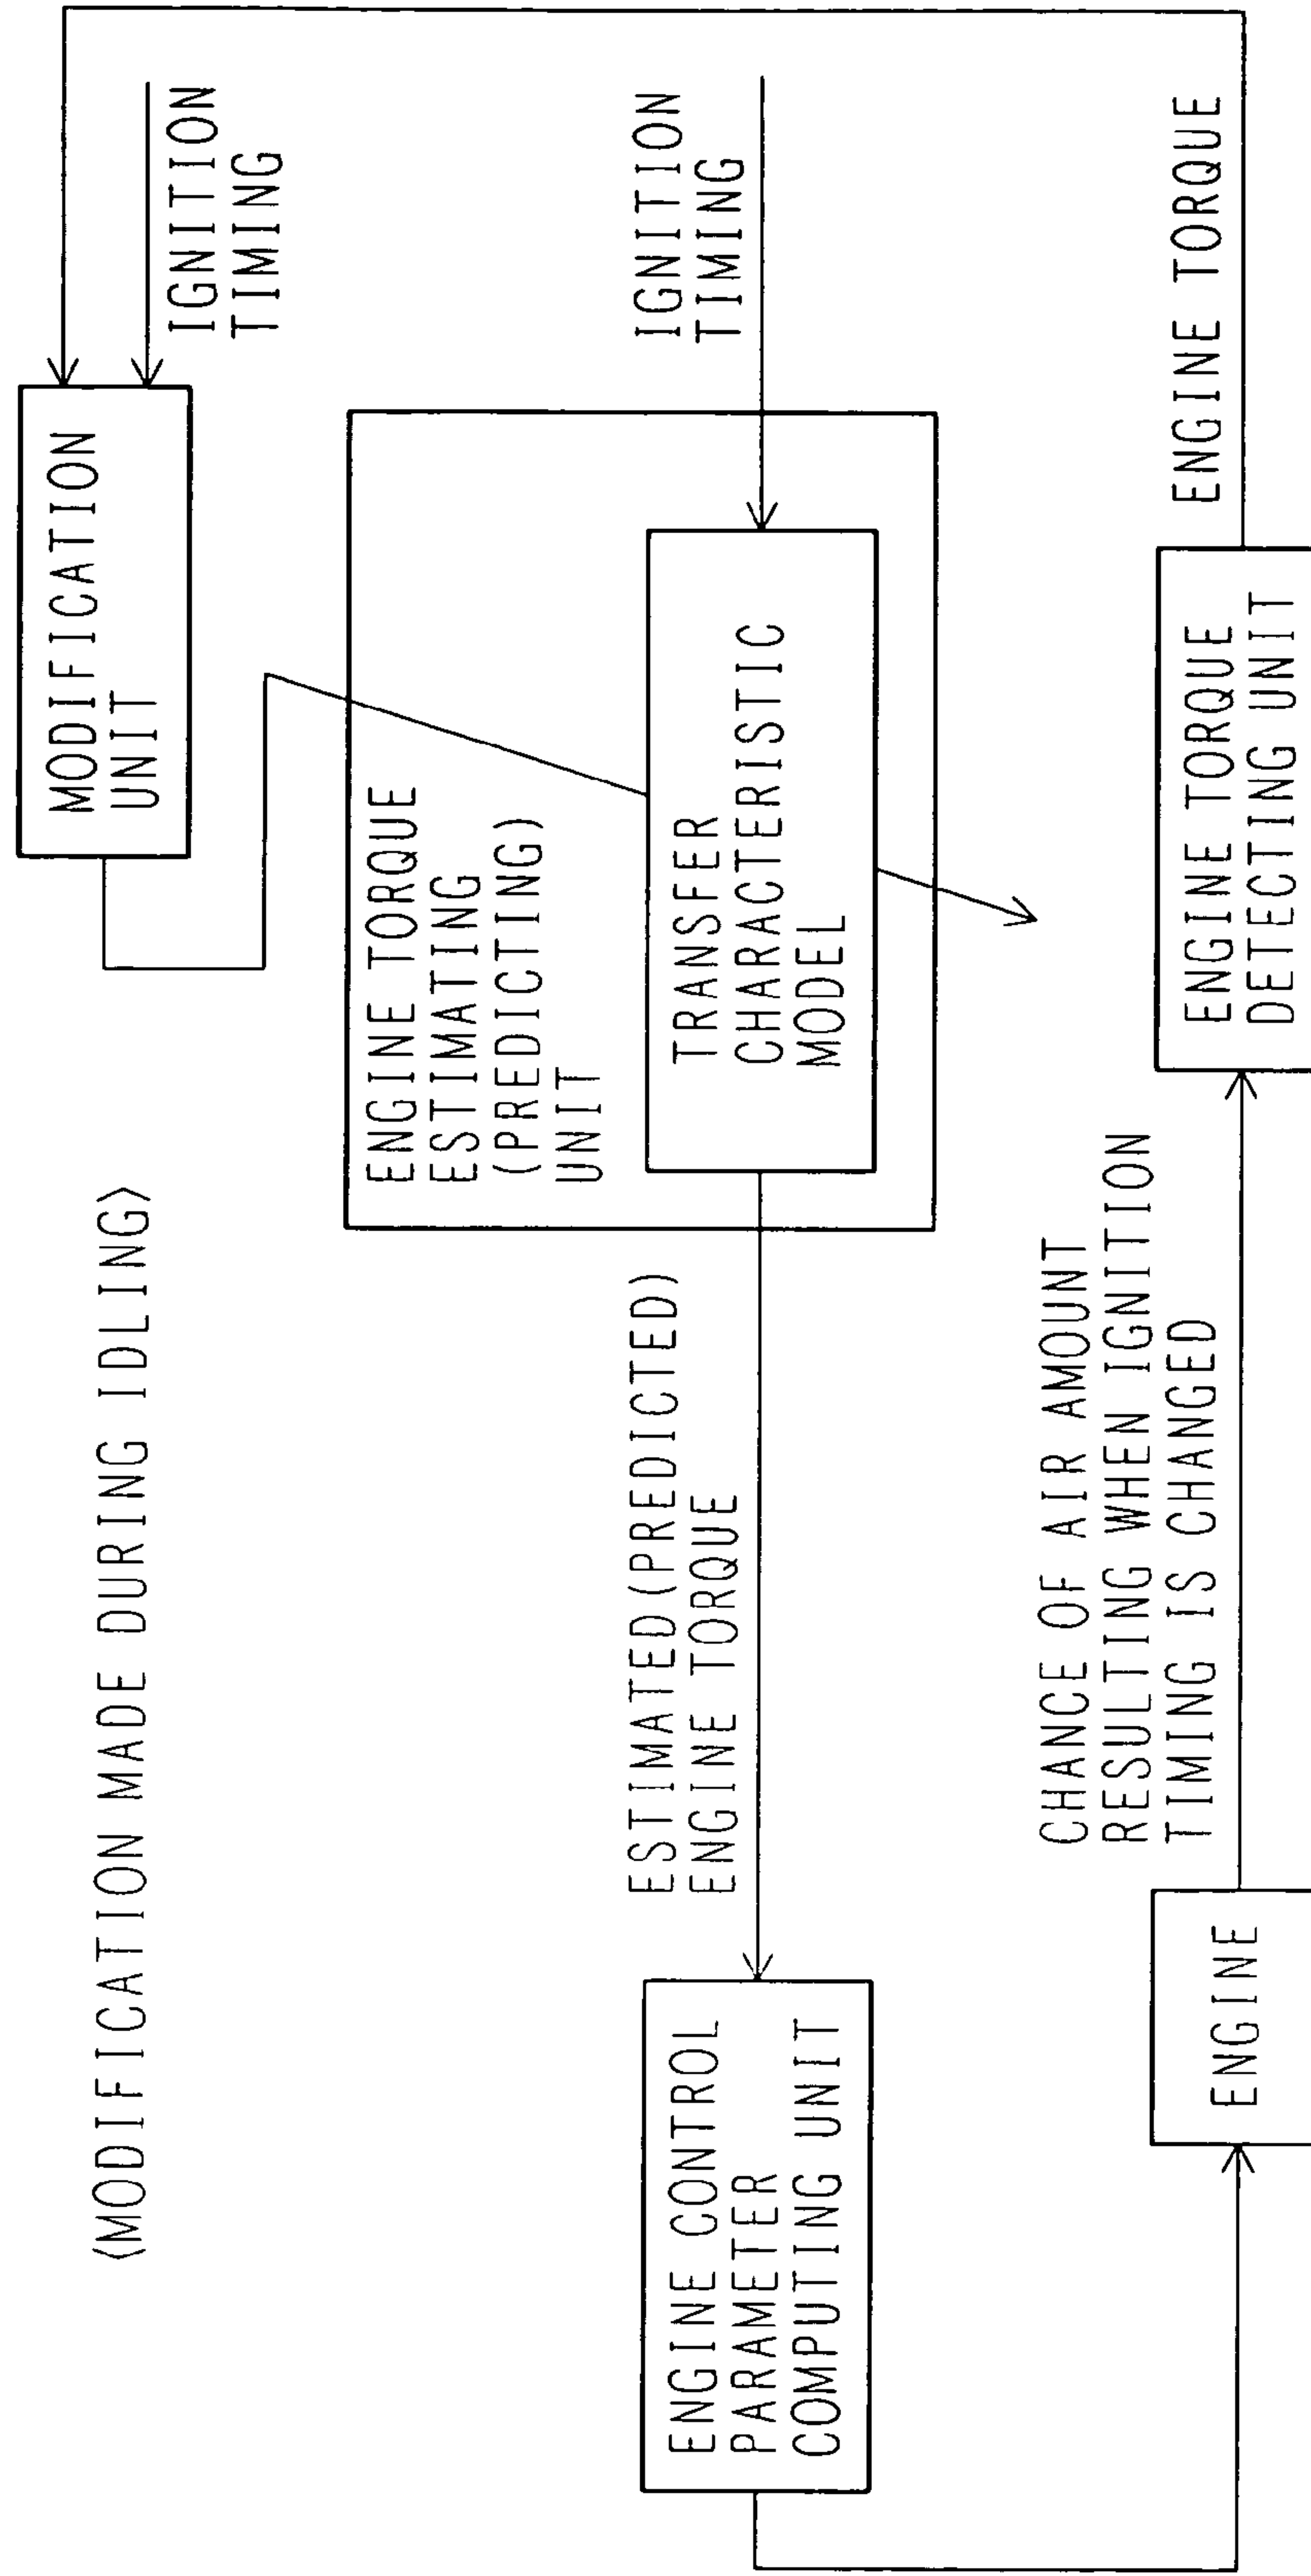 ⟨MODIFICATION MADE DURING IDLING⟩
MODIFICATION
UNIT
IGNITION
TIMING
ENGINE TORQUE
ESTIMATING
(PREDICTING)
UNIT
ESTIMATED(PREDICTED)
ENGINE TORQUE
IGNITION
TIMING
ENGINE CONTROL
PARAMETER
COMPUTING UNIT
TRANSFER
CHARACTERISTIC
MODEL
CHANCE OF AIR AMOUNT
RESULTING WHEN IGNITION
TIMING IS CHANGED
ENGINE
ENGINE TORQUE
DETECTING UNIT
ENGINE TORQUE